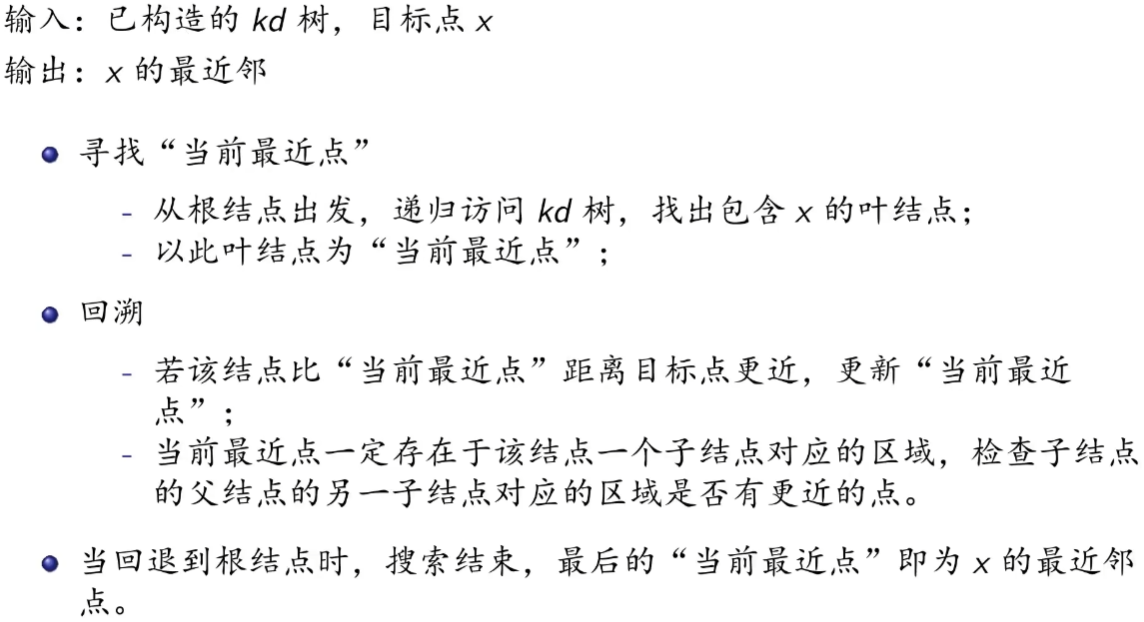 输入：已构造的 kd 树，目标点 x
输出：x 的最近邻
寻找“当前最近点”
- 从根结点出发，递归访问 kd 树，找出包含 x 的叶结点；
- 以此叶结点为“当前最近点”；
回溯
- 若该结点比“当前最近点”距离目标点更近，更新“当前最近
点”；
- 当前最近点一定存在于该结点一个子结点对应的区域，检查子结点
的父结点的另一子结点对应的区域是否有更近的点。
当回退到根结点时，搜索结束，最后的“当前最近点”即为 x 的最近邻
点。